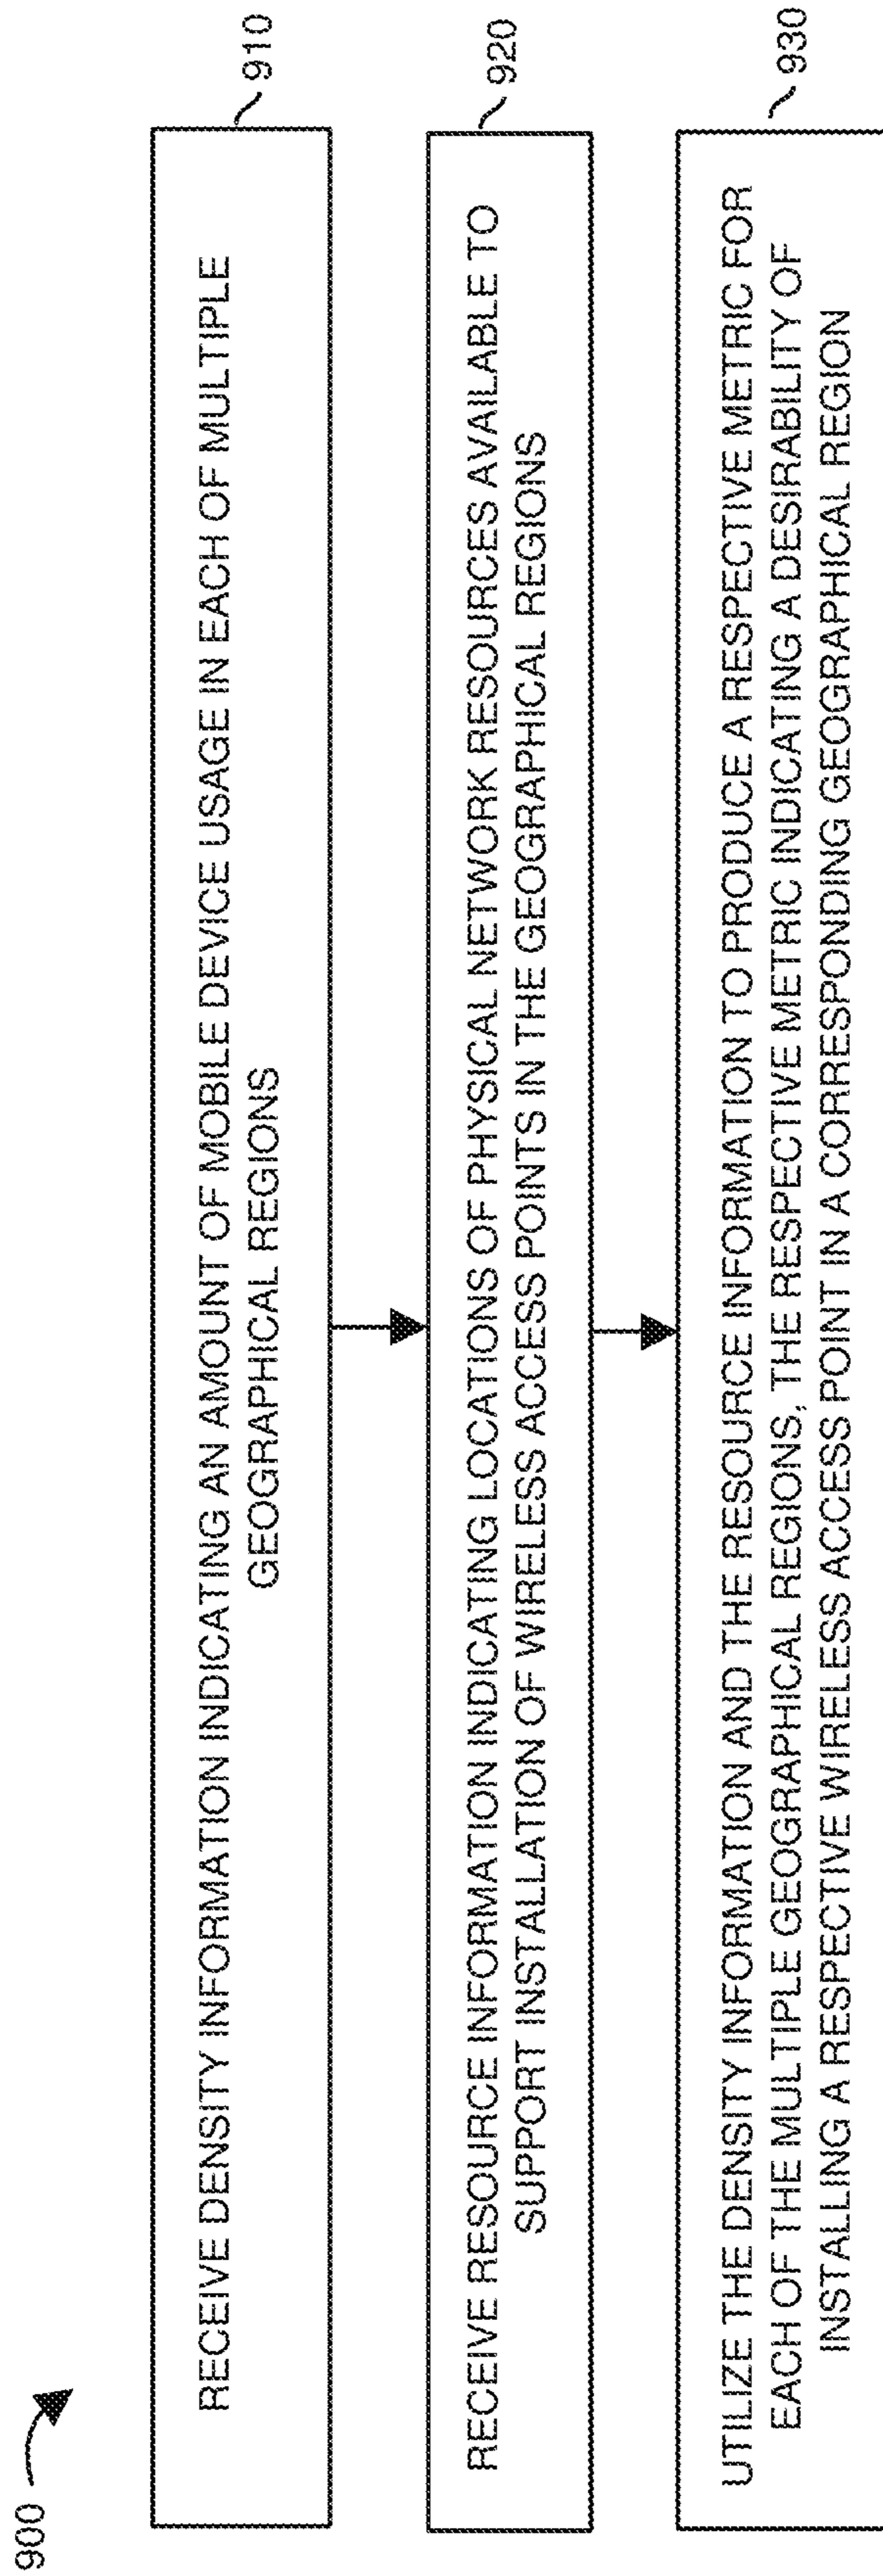 900
RECEIVE DENSITY INFORMATION INDICATING AN AMOUNT OF MOBILE DEVICE USAGE IN EACH OF MULTIPLE
GEOGRAPHICAL REGIONS
910
RECEIVE RESOURCE INFORMATION INDICATING LOCATIONS OF PHYSICAL NETWORK RESOURCES AVAILABLE TO
SUPPORT INSTALLATION OF WIRELESS ACCESS POINTS IN THE GEOGRAPHICAL REGIONS
920
UTILIZE THE DENSITY INFORMATION AND THE RESOURCE INFORMATION TO PRODUCE A RESPECTIVE METRIC FOR
EACH OF THE MULTIPLE GEOGRAPHICAL REGIONS, THE RESPECTIVE METRIC INDICATING A DESIRABILITY OF
INSTALLING A RESPECTIVE WIRELESS ACCESS POINT IN A CORRESPONDING GEOGRAPHICAL REGION
930